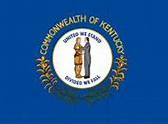 COMMONWEALTH OF KENTUCKY
UNITED WE STAND
DIVIDED WE FALL